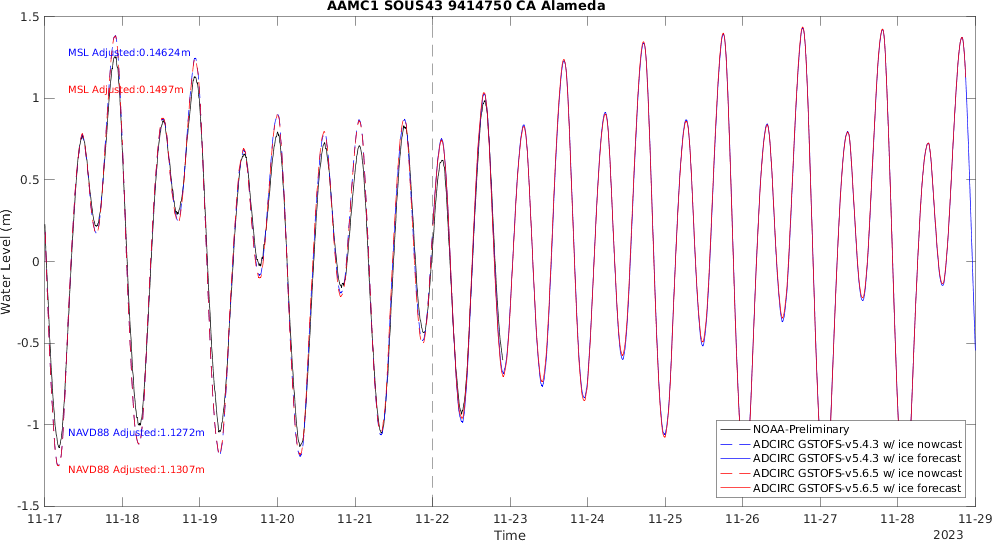 AAMC1 SOUS43 9414750 CA Alameda
1.5
1
0.5
0
-0.5
-1
-1.5
Water Level (m)
MSL Adjusted:0.14624m
MSL Adjusted:0.1497m
NAVD88 Adjusted:1.1272m
NAVD88 Adjusted:1.1307m
NOAA-Preliminary
ADCIRC GSTOFS-v5.4.3 w/ ice nowcast
ADCIRC GSTOFS-v5.4.3 w/ ice forecast
ADCIRC GSTOFS-v5.6.5 w/ ice nowcast
ADCIRC GSTOFS-v5.6.5 w/ ice forecast
11-17 11-18 11-19 11-20 11-21 11-22 11-23 11-24 11-25 11-26 11-27 11-28 11-29
Time
2023